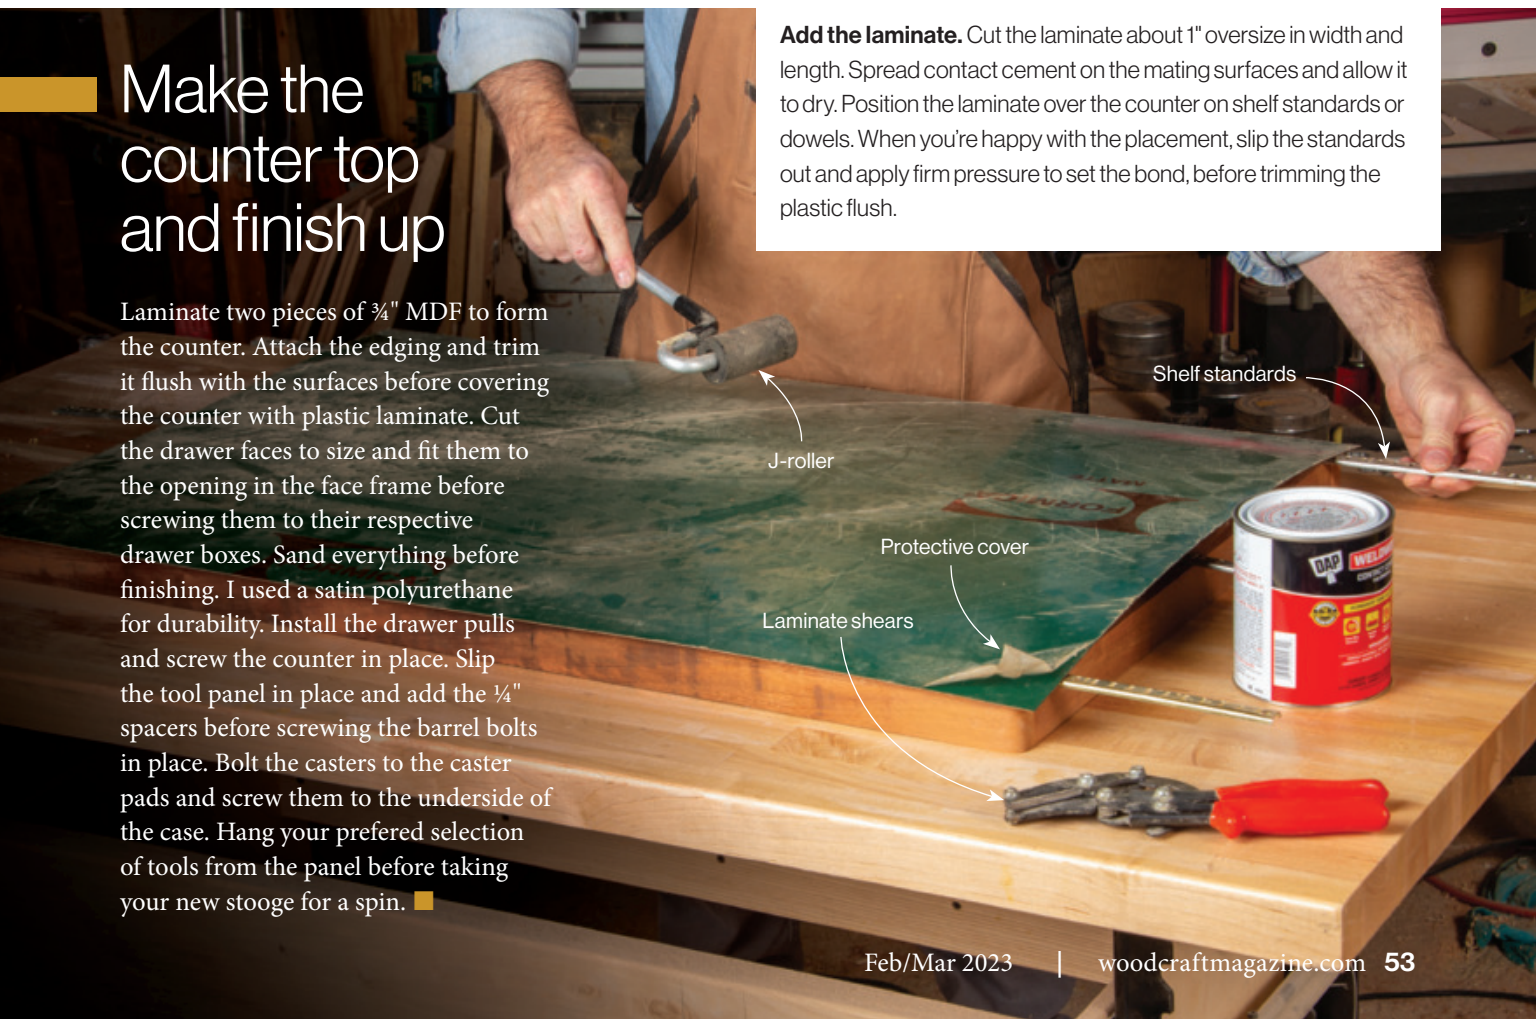 Make the
counter top
and finish up
Laminate two pieces of ¾" MDF to form
the counter. Attach the edging and trim
it flush with the surfaces before covering
the counter with plastic laminate. Cut
the drawer faces to size and fit them to
the opening in the face frame before
screwing them to their respective
drawer boxes. Sand everything before
finishing. I used a satin polyurethane
for durability. Install the drawer pulls
and screw the counter in place. Slip
the tool panel in place and add the ¼"
spacers before screwing the barrel bolts
in place. Bolt the casters to the caster
pads and screw them to the underside of
the case. Hang your prefered selection
of tools from the panel before taking
your new stooge for a spin.
Add the laminate. Cut the laminate about 1" oversize in width and
length. Spread contact cement on the mating surfaces and allow it
to dry. Position the laminate over the counter on shelf standards or
dowels. When you’re happy with the placement, slip the standards
out and apply firm pressure to set the bond, before trimming the
plastic flush.
Shelf standards
J-roller
Protective cover
Laminate shears
DAP
Feb/Mar 2023 | woodcraftmagazine.com 53